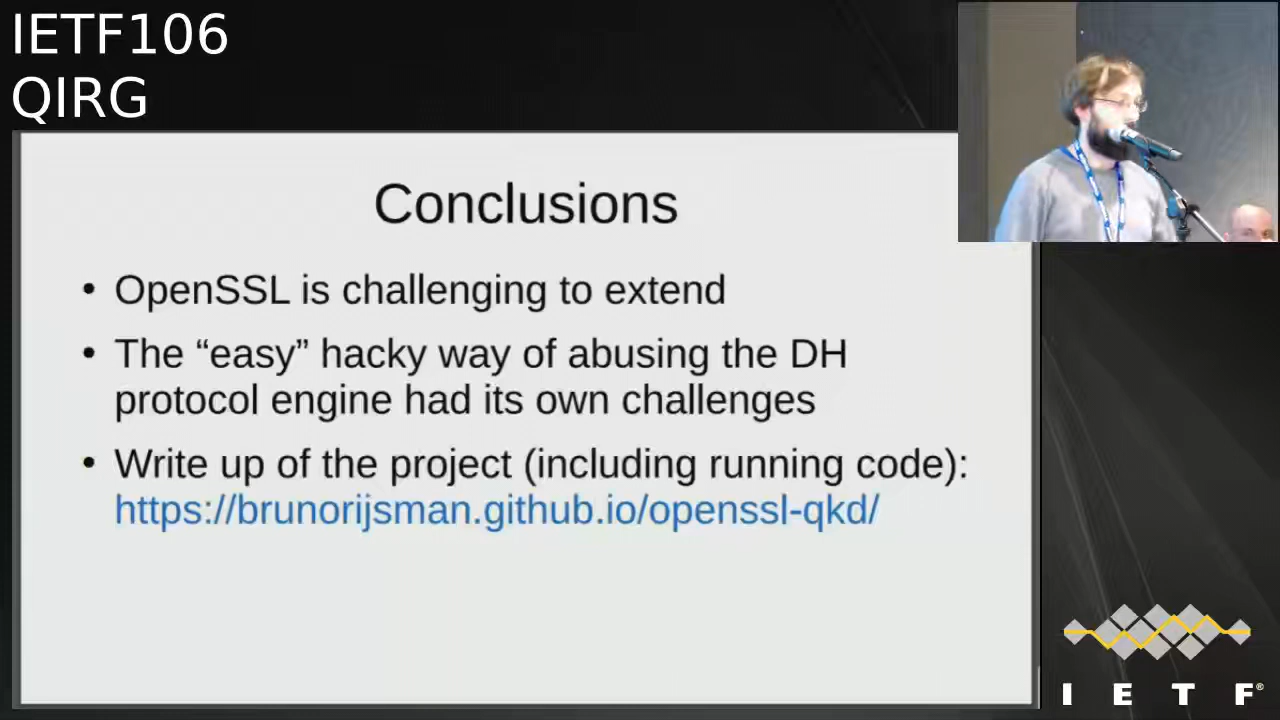 IETF106
QIRG
Conclusions
• OpenSSL is challenging to extend
• The “easy” hacky way of abusing the DH
protocol engine had its own challenges
• Write up of the project (including running code):
https://brunorijsman.github.io/openssl-qkd/
I E T F®